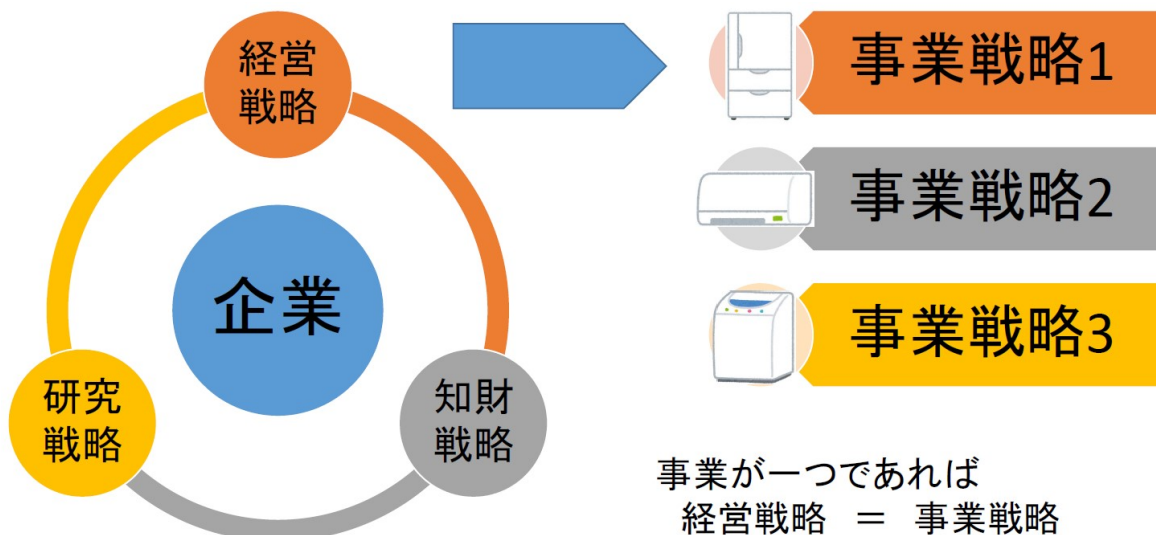 経営
戦略
企業
研究
戦略
知財
戦略
事業戦略1
事業戦略2
事業戦略3
事業が一つであれば
経営戦略 = 事業戦略